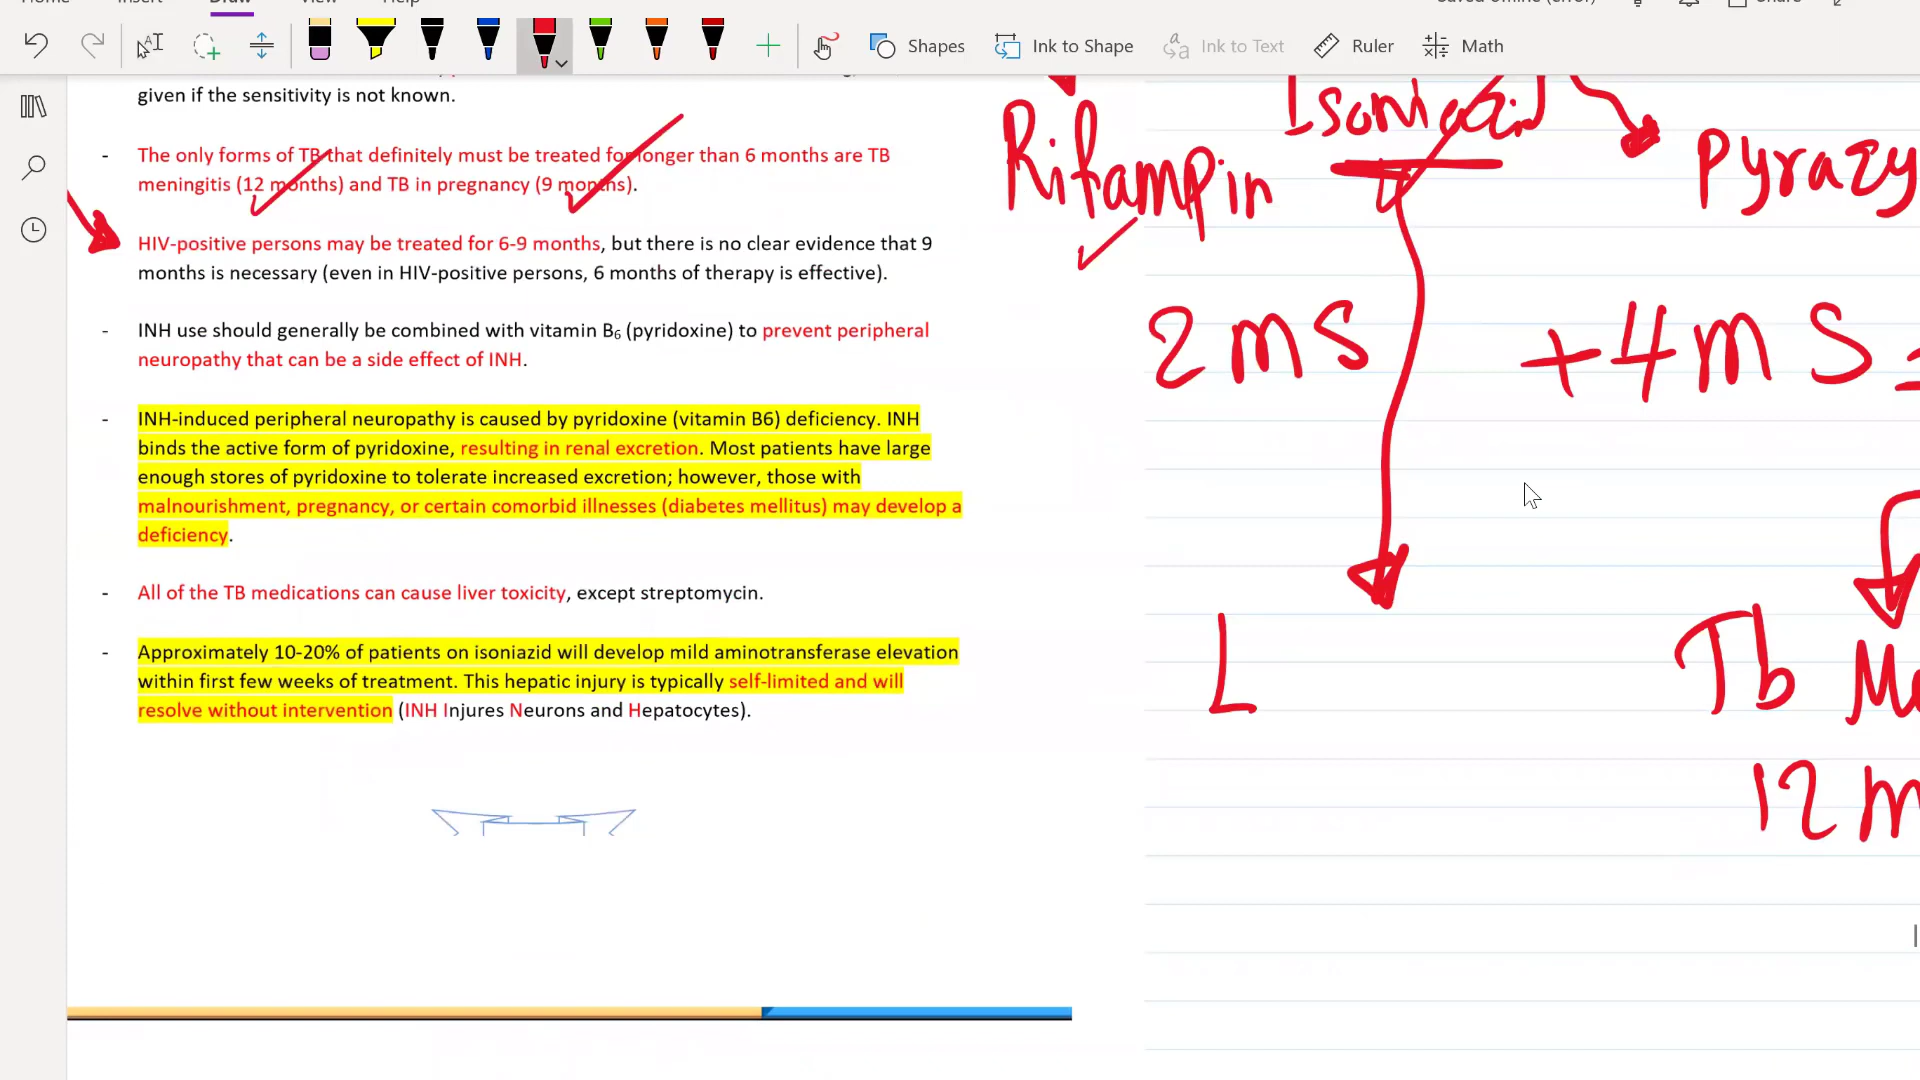 Shapes
Ink to Shape
Ink to Text
Ruler
Math
given if the sensitivity is not known.
- The only forms of TB that definitely must be treated for longer than 6 months are TB
meningitis (12 months) and TB in pregnancy (9 months).
HIV-positive persons may be treated for 6-9 months, but there is no clear evidence that 9
months is necessary (even in HIV-positive persons, 6 months of therapy is effective).
- INH use should generally be combined with vitamin B6 (pyridoxine) to prevent peripheral
neuropathy that can be a side effect of INH.
- INH-induced peripheral neuropathy is caused by pyridoxine (vitamin B6) deficiency. INH
binds the active form of pyridoxine, resulting in renal excretion. Most patients have large
enough stores of pyridoxine to tolerate increased excretion; however, those with
malnourishment, pregnancy, or certain comorbid illnesses (diabetes mellitus) may develop a
deficiency.
- All of the TB medications can cause liver toxicity, except streptomycin.
- Approximately 10-20% of patients on isoniazid will develop mild aminotransferase elevation
within first few weeks of treatment. This hepatic injury is typically self-limited and will
resolve without intervention (INH Injures Neurons and Hepatocytes).
Isoniazid
Rifampin
Pyrazy
2mS + 4mS =
L
Tb Me
12 m